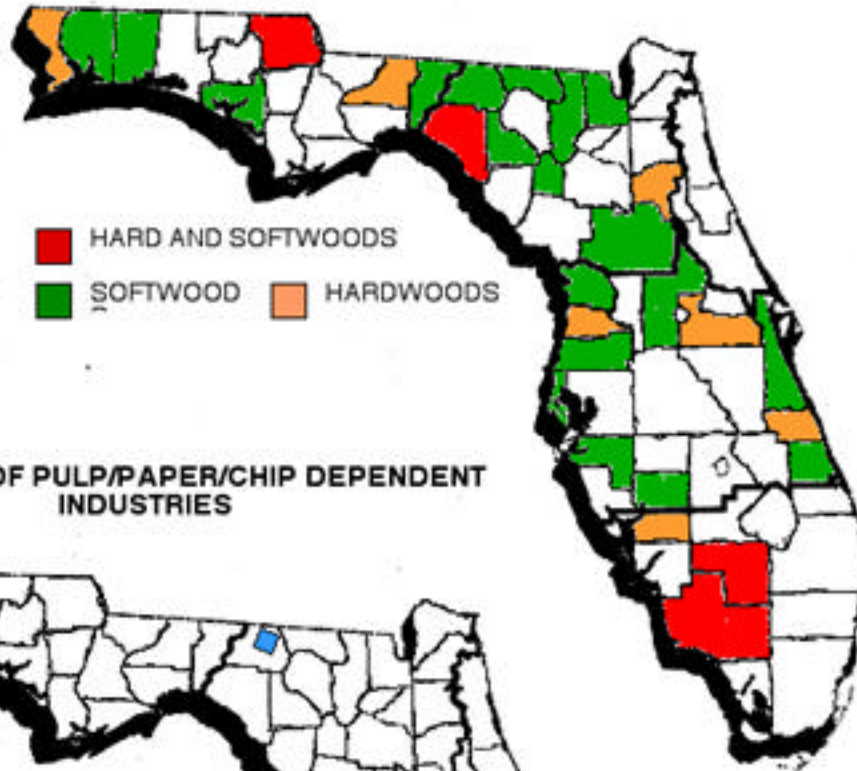 HARD AND SOFTWOODS
SOFTWOOD
HARDWOODS
OF PULP/PAPER/CHIP DEPENDENT
INDUSTRIES